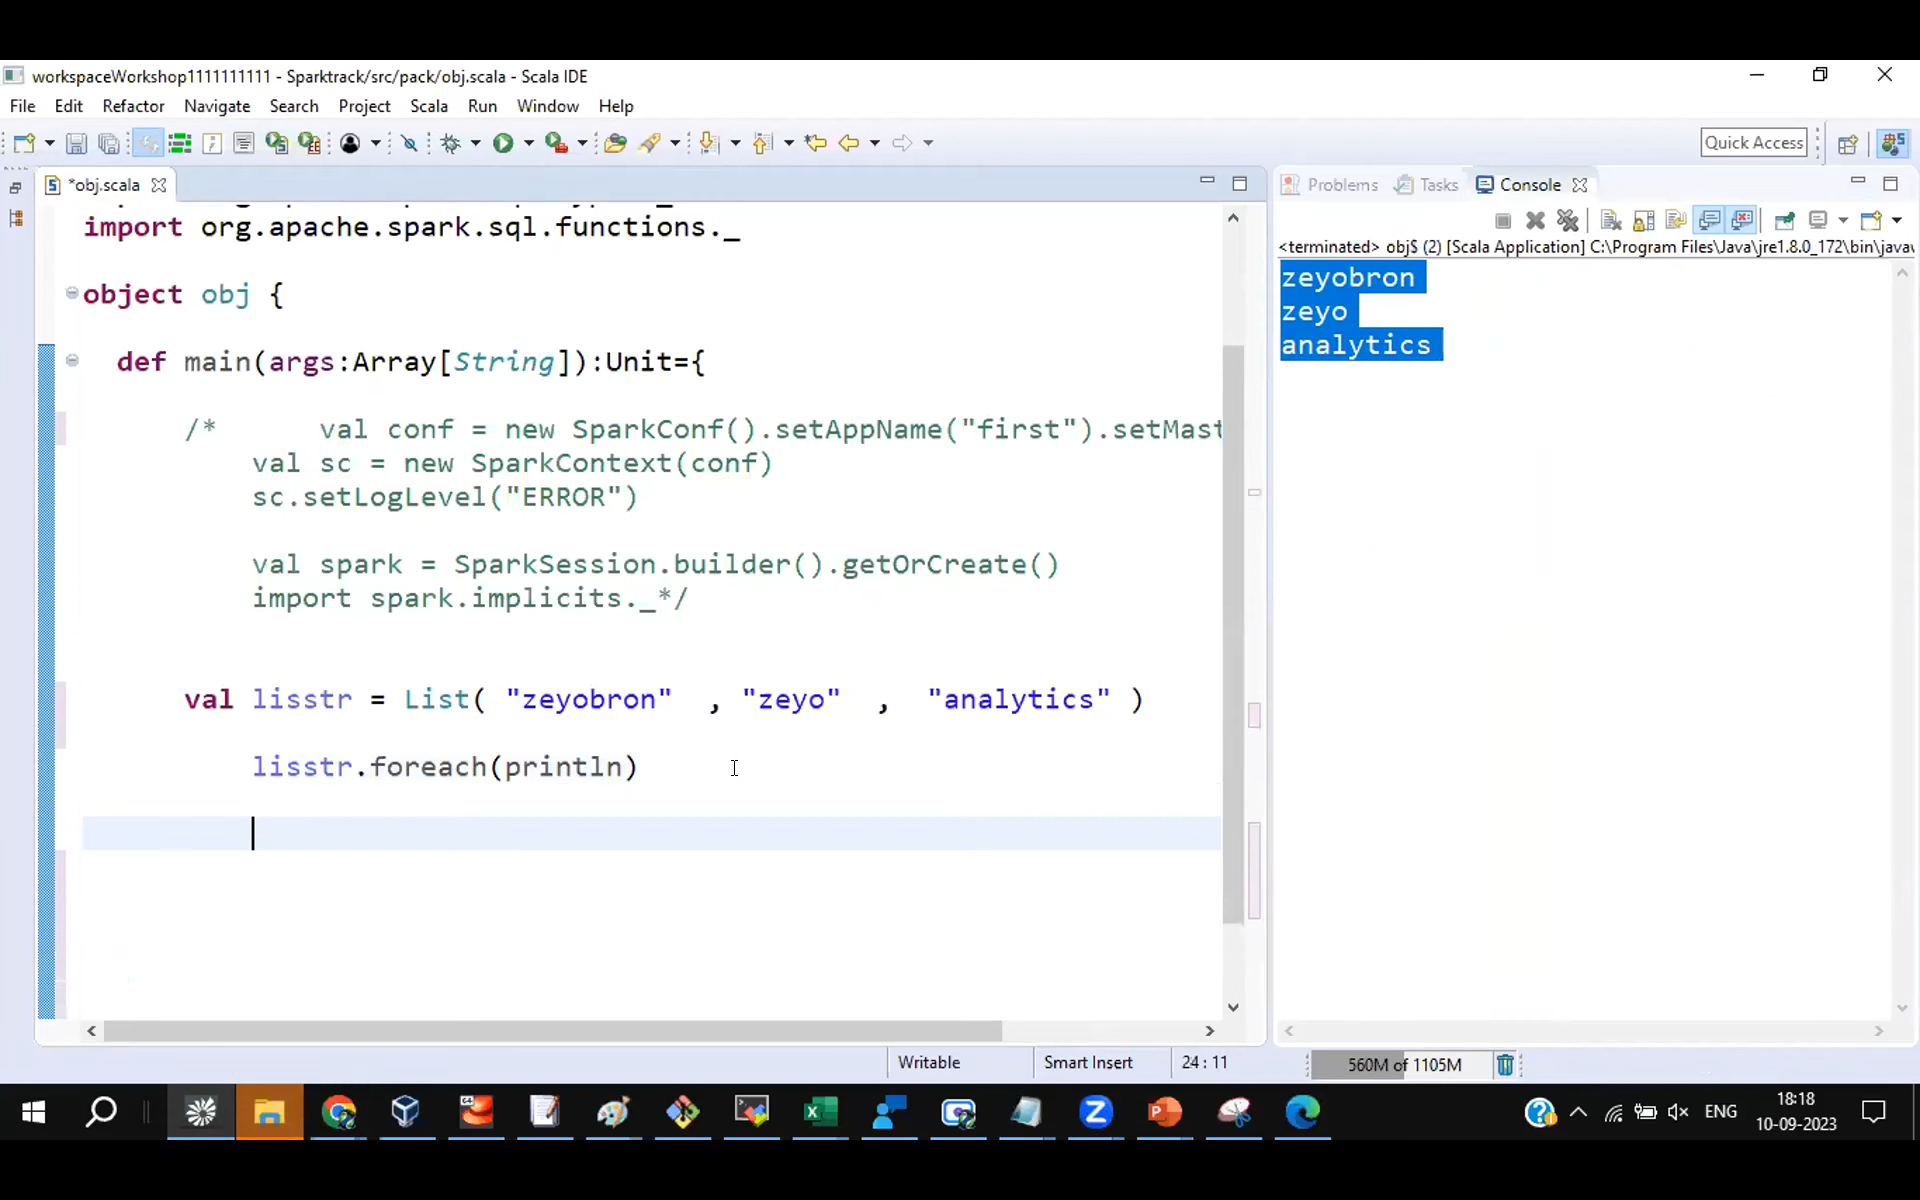 workspaceWorkshop1111111111 - Sparktrack/src/pack/obj.scala - Scala IDE
File Edit Refactor Navigate Search Project Scala Run Window Help
Quick Access
*obj.scala
Problems Tasks Console
<terminated> obj$ (2) [Scala Application] C:\Program Files\Java\jre1.8.0_172\bin\javav
import org.apache.spark.sql.functions._
object obj {
def main(args:Array[String]):Unit={
/* val conf = new SparkConf().setAppName("first").setMast
val sc = new SparkContext(conf)
sc.setLogLevel("ERROR")
val spark = SparkSession.builder().getOrCreate()
import spark.implicits._*/
val lisstr = List( "zeyobron" , "zeyo" , "analytics" )
lisstr.foreach(println)
zeyobron
zeyo
analytics
Writable Smart Insert 24 : 11 560M of 1105M
ENG
18:18
10-09-2023